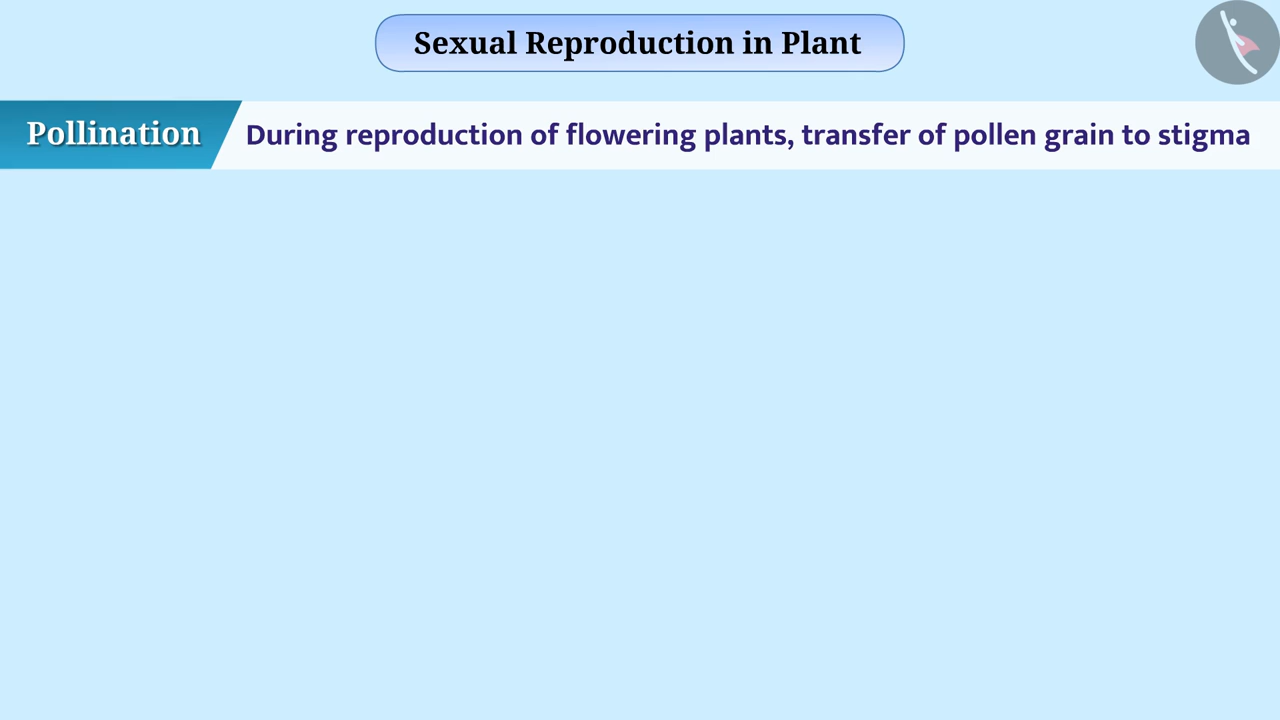 Sexual Reproduction in Plant
Pollination During reproduction of flowering plants, transfer of pollen grain to stigma